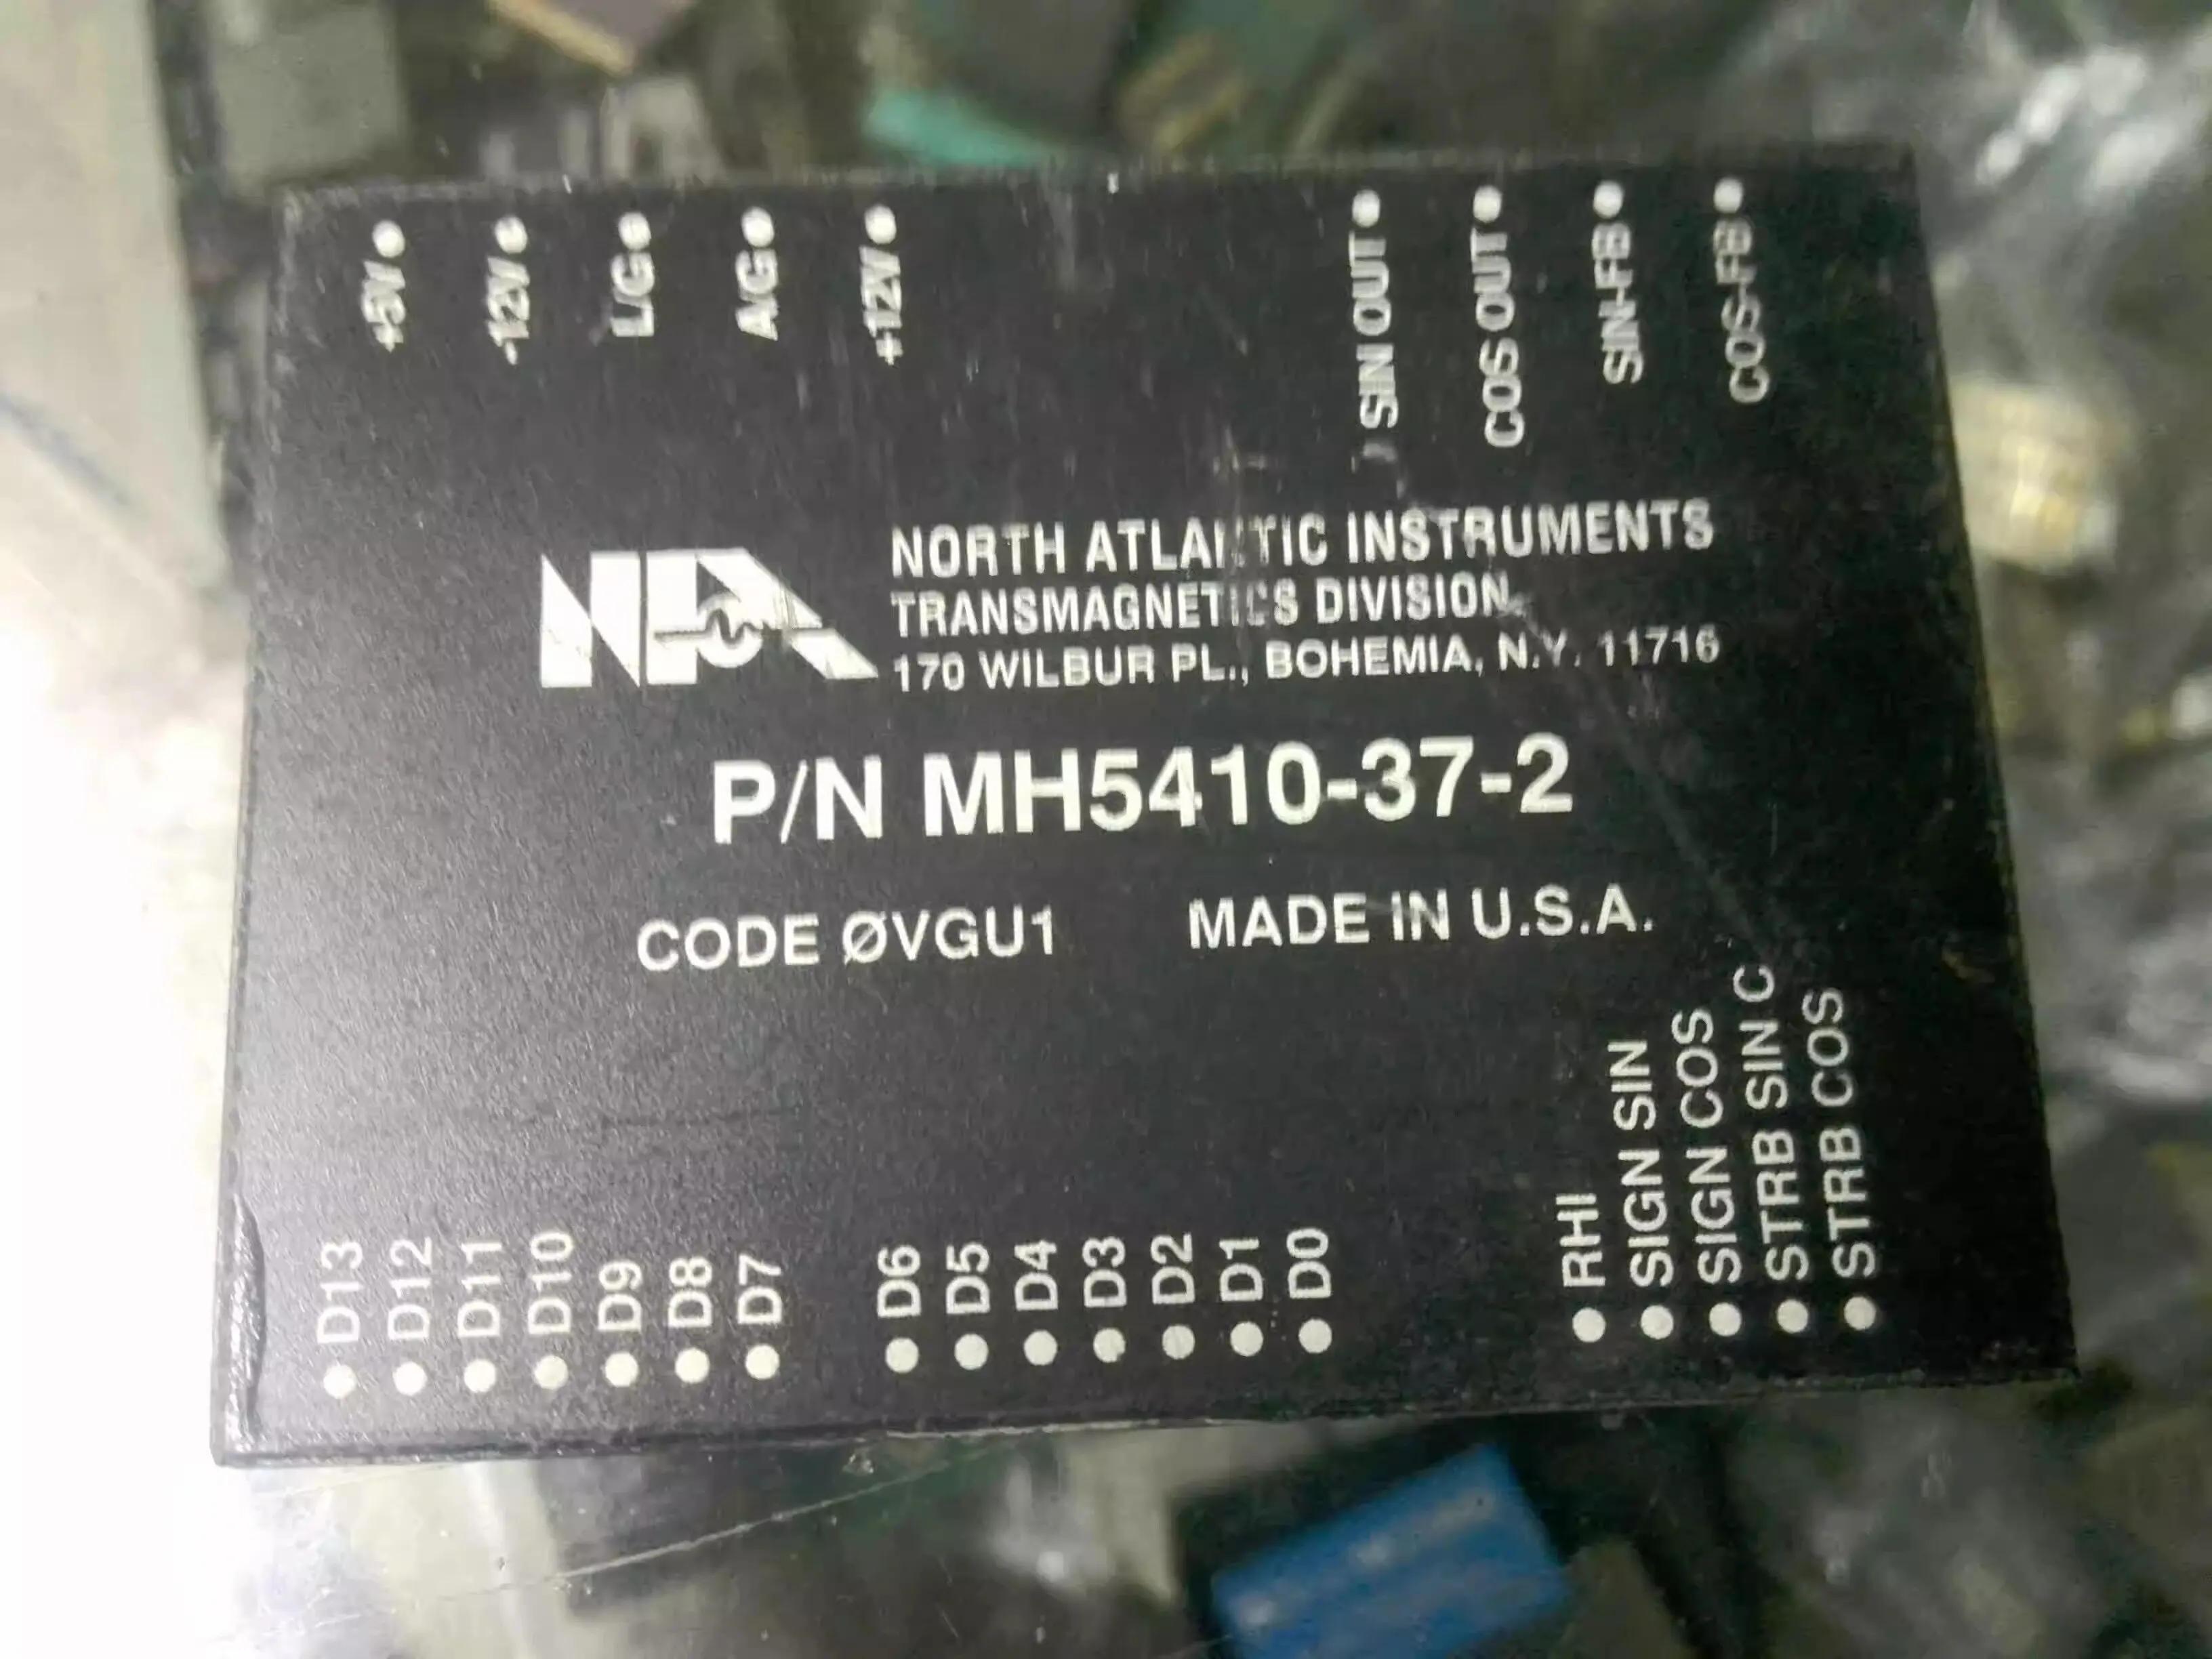 +5V
-12V
L/G
A/G
+12V
SIN OUT
COS OUT
SIN-FB
COS-FB
NAI
NORTH ATLANTIC INSTRUMENTS
TRANSMAGNETICS DIVISION
170 WILBUR PL., BOHEMIA, N.Y. 11716
P/N MH5410-37-2
CODE ØVGU1 MADE IN U.S.A.
D13
D12
D11
D10
D9
D8
D7
D6
D5
D4
D3
D2
D1
D0
RHI
SIGN SIN
SIGN COS
STRB SIN C
STRB COS